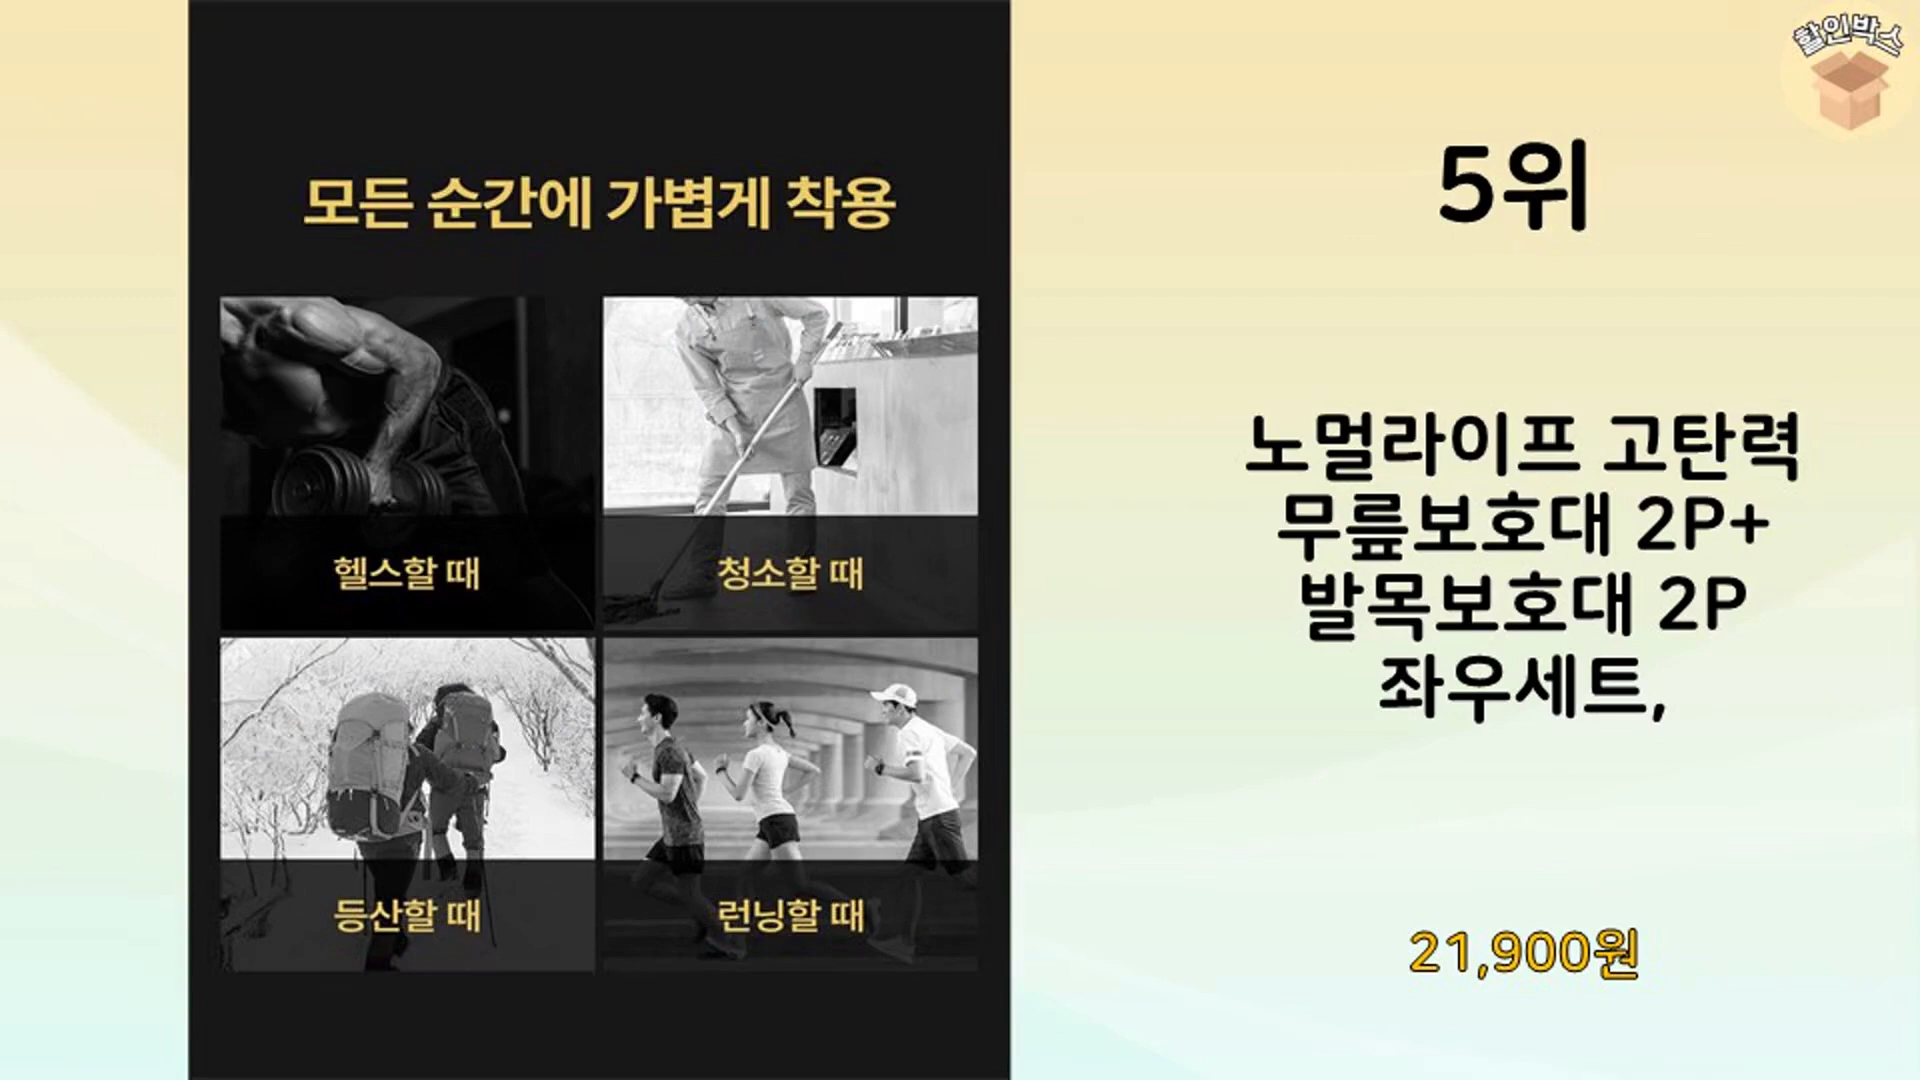 모든 순간에 가볍게 착용
헬스할 때
청소할 때
등산할 때
런닝할 때
할인박스
5위
노멀라이프 고탄력
무릎보호대 2P+
발목보호대 2P
좌우세트,
21,900원